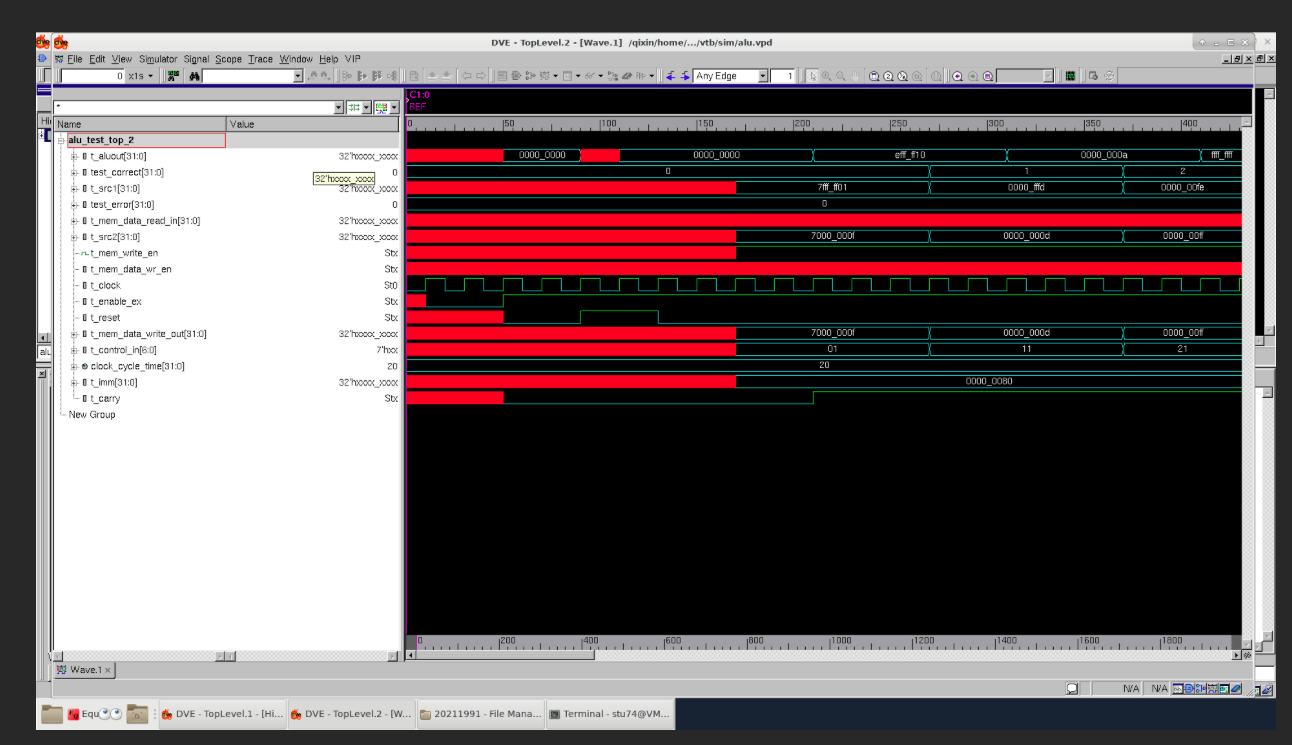 DVE - TopLevel.2 - [Wave.1] /qixin/home/.../vtb/sim/alu.vpd
File Edit View Simulator Signal Scope Trace Window Help VIP
0 x1s Any Edge 1
C1:0
REF
*
Name Value
0 50 100 150 200 250 300 350 400
alu_test_top_2
t_aluout[31:0] 32'hxxxx_xxxx 0000_0000 0000_0000 eff_ff10 0000_000a ffff_ffff
test_correct[31:0] 0 0 1 2
32'hxxxx_xxxx
t_src1[31:0] 32'hxxxx_xxxx 7fff_ff01 0000_fffd 0000_00fe
test_error[31:0] 0 0
t_mem_data_read_in[31:0] 32'hxxxx_xxxx
t_src2[31:0] 32'hxxxx_xxxx 7000_000f 0000_000d 0000_00ff
t_mem_write_en Stx
t_mem_data_wr_en Stx
t_clock St0
t_enable_ex Stx
t_reset Stx
t_mem_data_write_out[31:0] 32'hxxxx_xxxx 7000_000f 0000_000d 0000_00ff
t_control_in[6:0] 7'hxx 01 11 21
clock_cycle_time[31:0] 20 20
t_imm[31:0] 32'hxxxx_xxxx 0000_0080
t_carry Stx
New Group
0 200 400 600 800 1000 1200 1400 1600 1800
Wave.1
N/A N/A
Equ
DVE - TopLevel.1 - [Hi... DVE - TopLevel.2 - [W... 20211991 - File Mana... Terminal - stu74@VM...